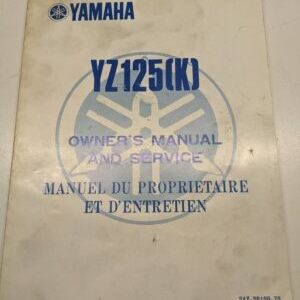 YAMAHA
YZ125(K)
OWNER'S MANUAL
AND SERVICE
MANUEL DU PROPRIETAIRE
ET D'ENTRETIEN